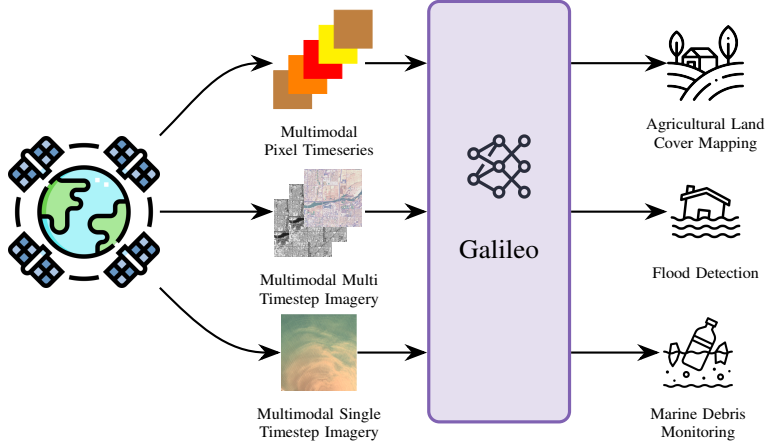 Multimodal
Pixel Timeseries
Multimodal Multi
Timestep Imagery
Multimodal Single
Timestep Imagery
Galileo
Agricultural Land
Cover Mapping
Flood Detection
Marine Debris
Monitoring